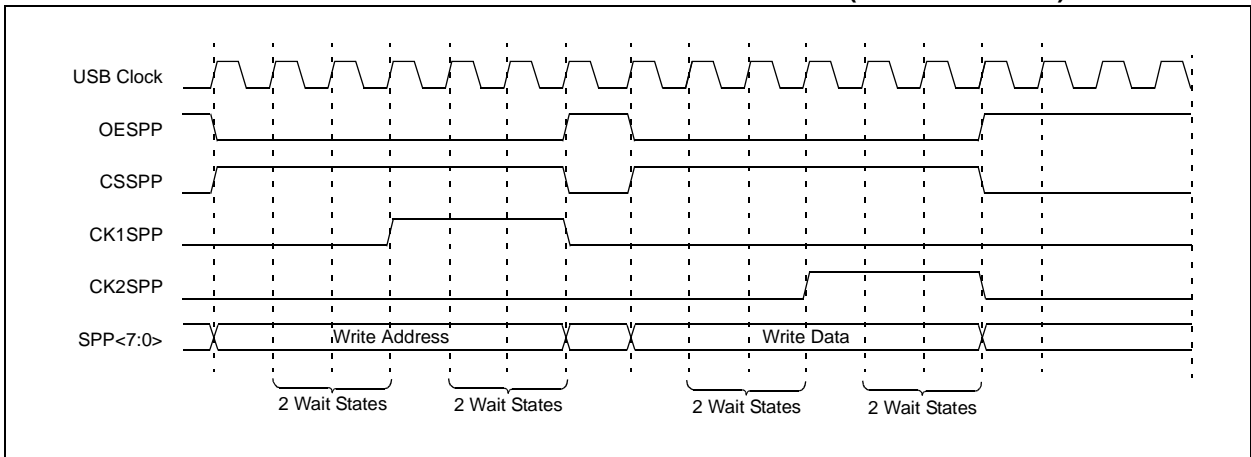 USB Clock
OESPP
CSSPP
CK1SPP
CK2SPP
SPP<7:0>
Write Address
Write Data
2 Wait States
2 Wait States
2 Wait States
2 Wait States